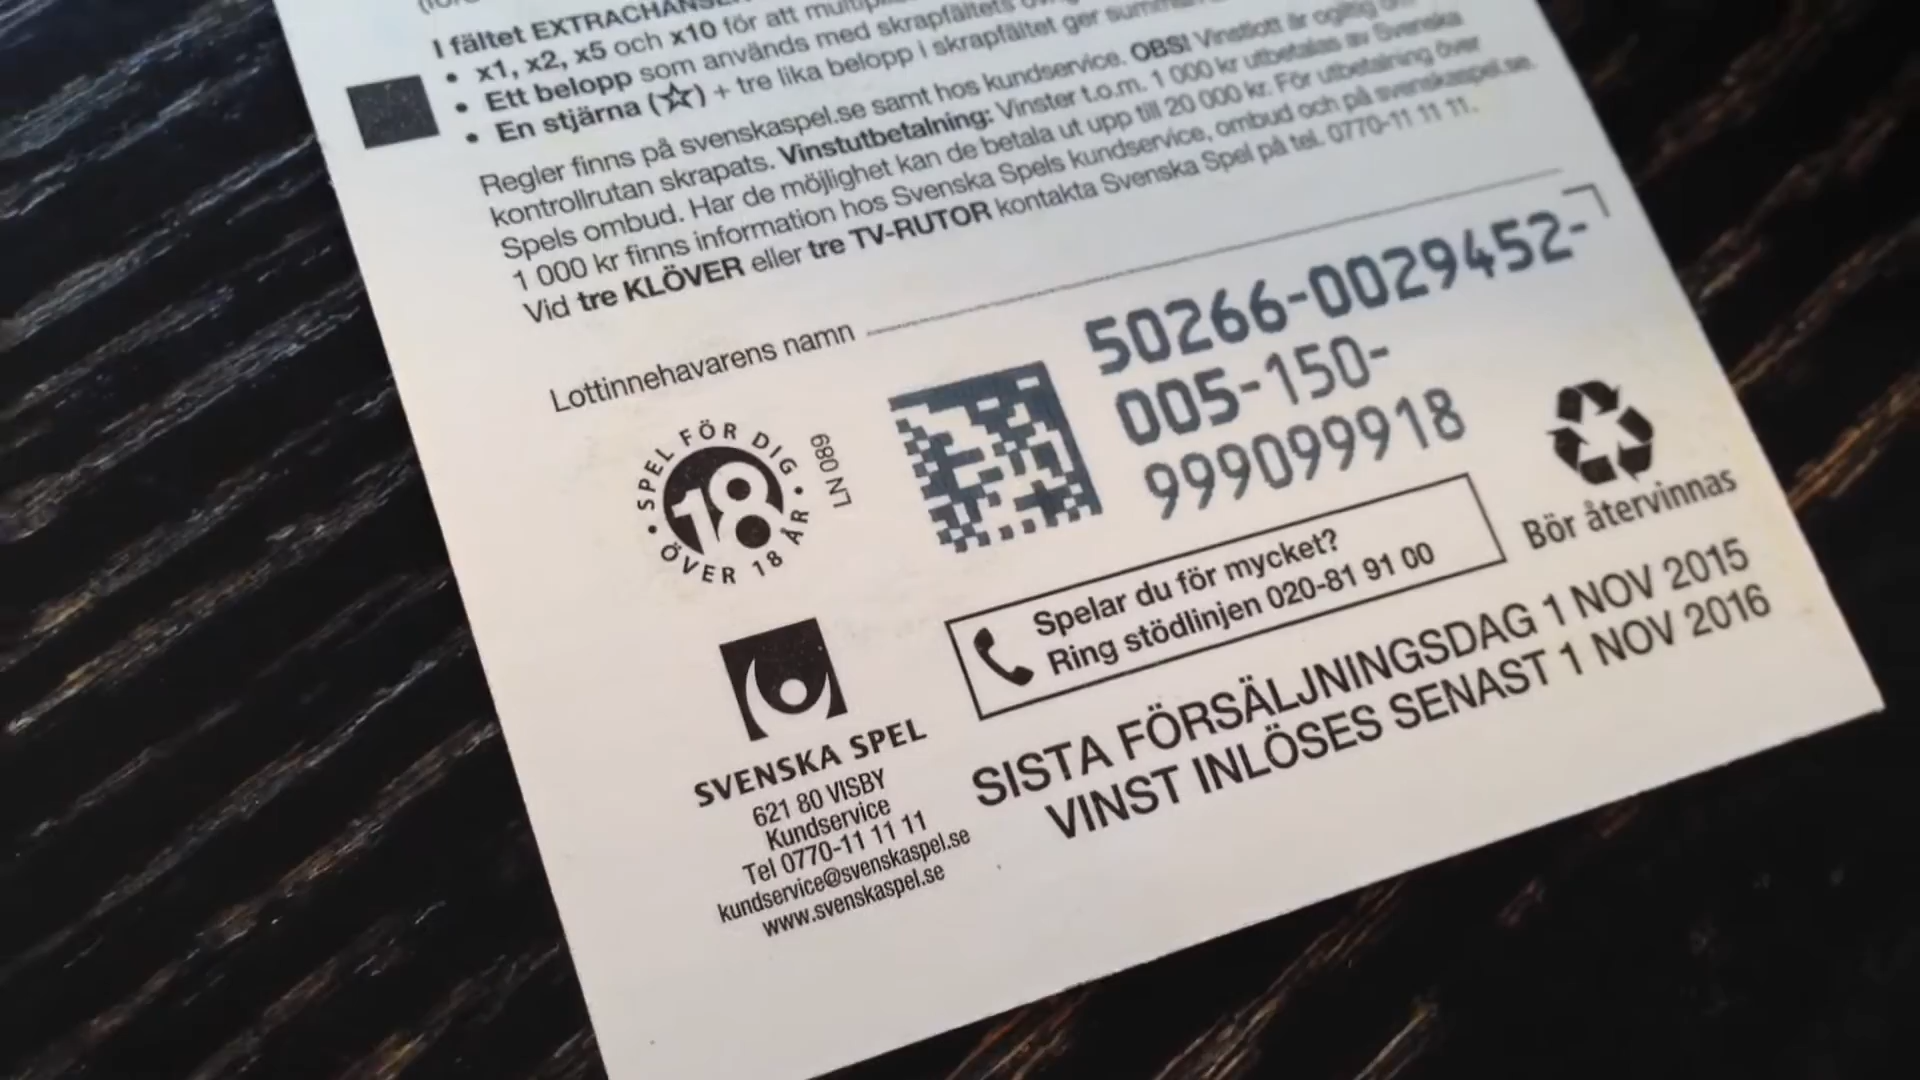 I fältet EXTRACHANSEN
• x1, x2, x5 och x10 för att
• Ett belopp som används med skrapfältets
• En stjärna (☆) + tre lika belopp i skrapfältet ger
Regler finns på svenskaspel.se samt hos kundservice. OBS! Vinstlott är ogiltig om
kontrollrutan skrapats. Vinstutbetalning: Vinster t.o.m. 1 000 kr utbetalas av Svenska
Spels ombud. Har de möjlighet kan de betala ut upp till 20 000 kr. För utbetalning över
1 000 kr finns information hos Svenska Spels kundservice, ombud och på svenskaspel.se.
Vid tre KLÖVER eller tre TV-RUTOR kontakta Svenska Spel på tel. 0770-11 11 11.
Lottinnehavarens namn
50266-0029452-
005-150-
999099918
• SPEL FÖR DIG • ÖVER 18 ÅR
18
LN 089
Bör återvinnas
Spelar du för mycket?
Ring stödlinjen 020-81 91 00
SISTA FÖRSÄLJNINGSDAG 1 NOV 2015
VINST INLÖSES SENAST 1 NOV 2016
SVENSKA SPEL
621 80 VISBY
Kundservice
Tel 0770-11 11 11
kundservice@svenskaspel.se
www.svenskaspel.se